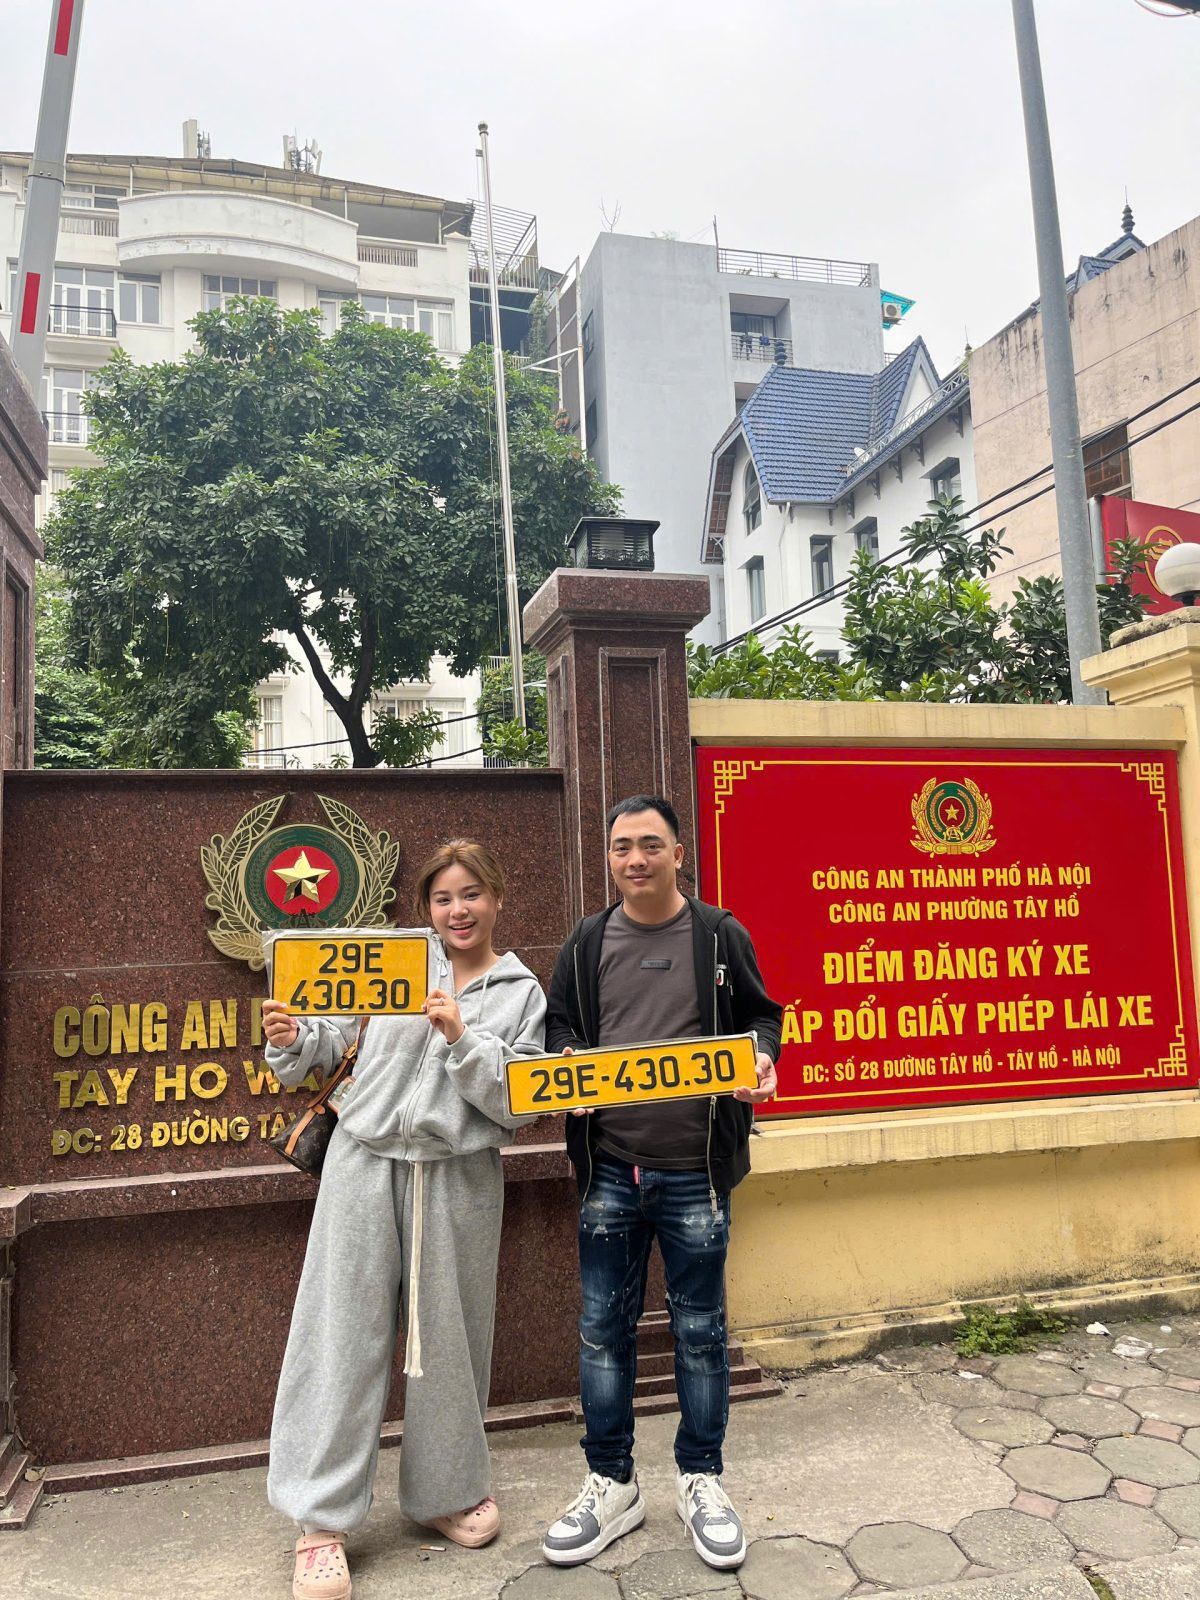 29E
430.30
29E-430.30
CÔNG AN
TAY HO
ĐC: 28 ĐƯỜNG
CÔNG AN THÀNH PHỐ HÀ NỘI
CÔNG AN PHƯỜNG TÂY HỒ
ĐIỂM ĐĂNG KÝ XE
ẤP ĐỔI GIẤY PHÉP LÁI XE
ĐC: SỐ 28 ĐƯỜNG TÂY HỒ - TÂY HỒ - HÀ NỘI